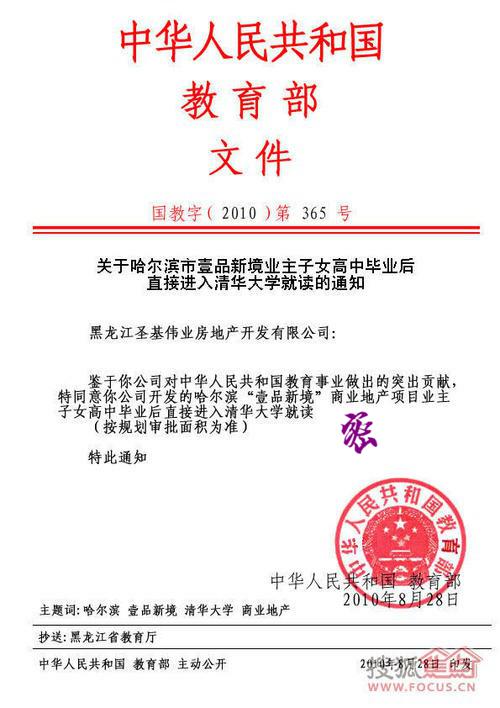 中华人民共和国
教育部
文件
国教字( 2010 )第 365 号
关于哈尔滨市壹品新境业主子女高中毕业后
直接进入清华大学就读的通知
黑龙江圣基伟业房地产开发有限公司:
鉴于你公司对中华人民共和国教育事业做出的突出贡献,
特同意你公司开发的哈尔滨“壹品新境”商业地产项目业主
子女高中毕业后直接进入清华大学就读
(按规划审批面积为准)
特此通知
中华人民共和国教育部
中华人民共和国 教育部
2010年8月28日
主题词: 哈尔滨 壹品新境 清华大学 商业地产
抄送: 黑龙江省教育厅
中华人民共和国 教育部 主动公开
2010年8月28日 印发
搜狐焦点
WWW.FOCUS.CN